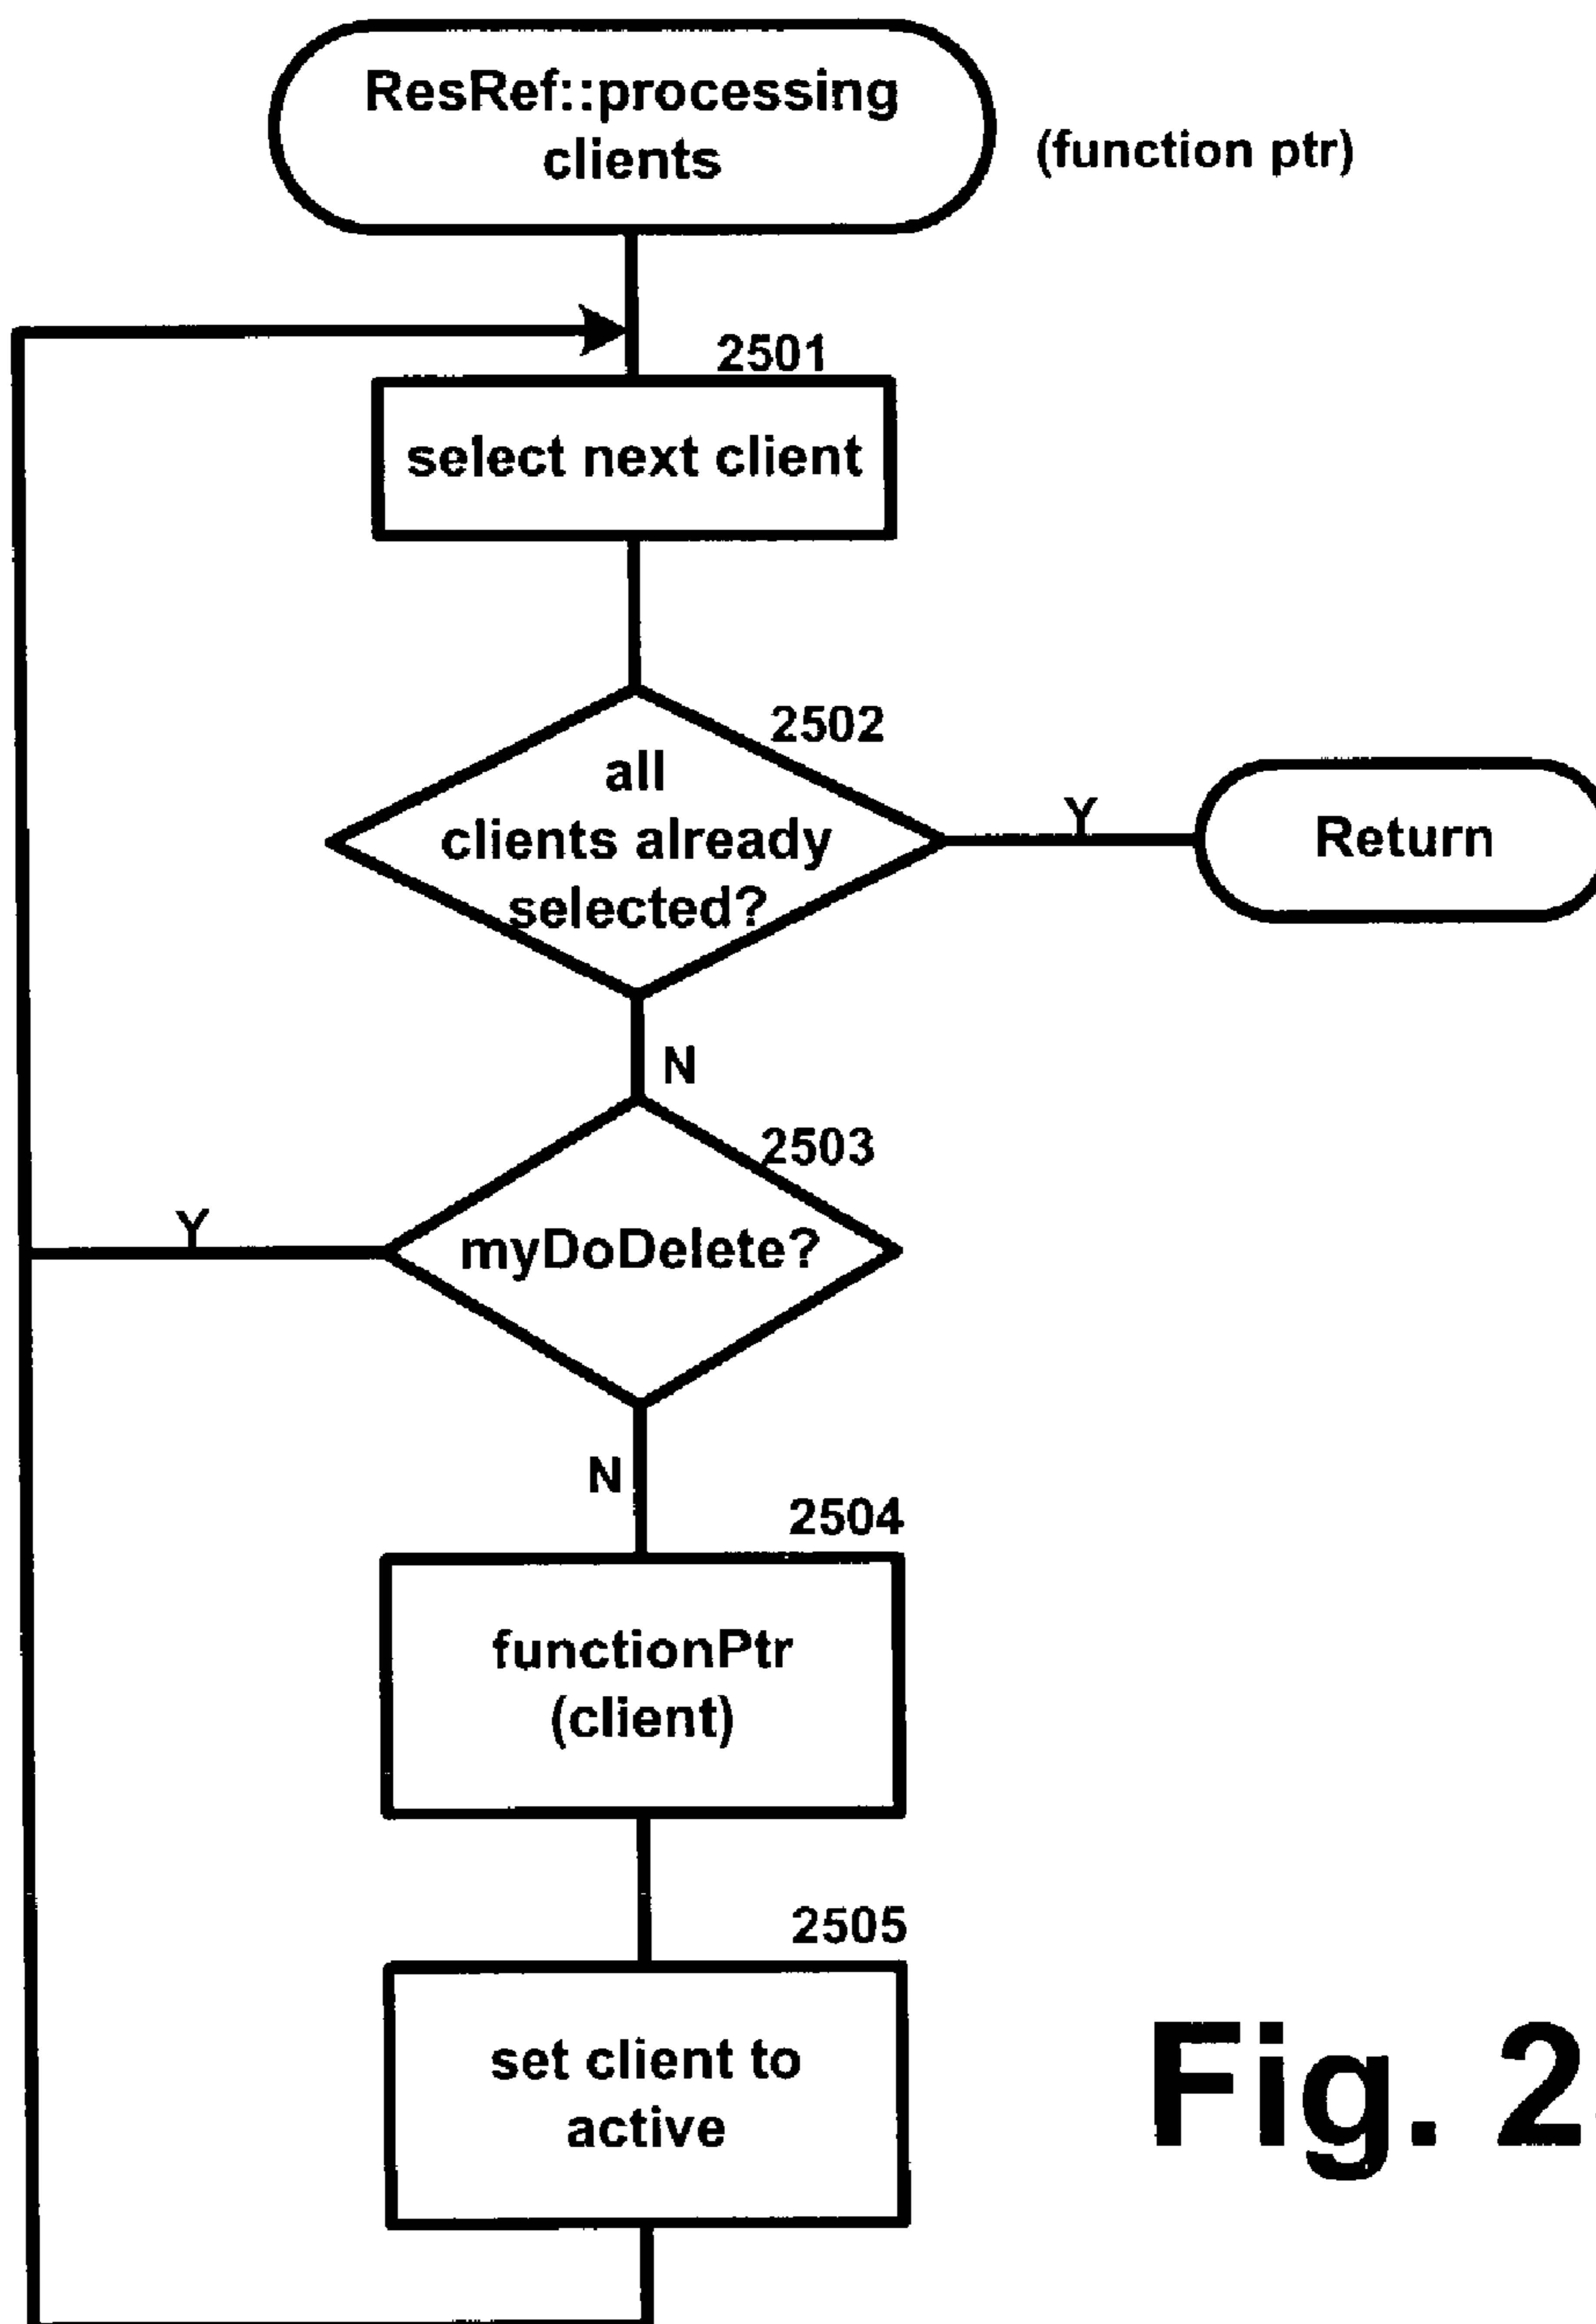 ResRef::processing
clients
(function ptr)
2501
select next client
2502
all
clients already
selected?
Y
Return
N
2503
Y
myDoDelete?
N
2504
functionPtr
(client)
2505
set client to
active
Fig. 2